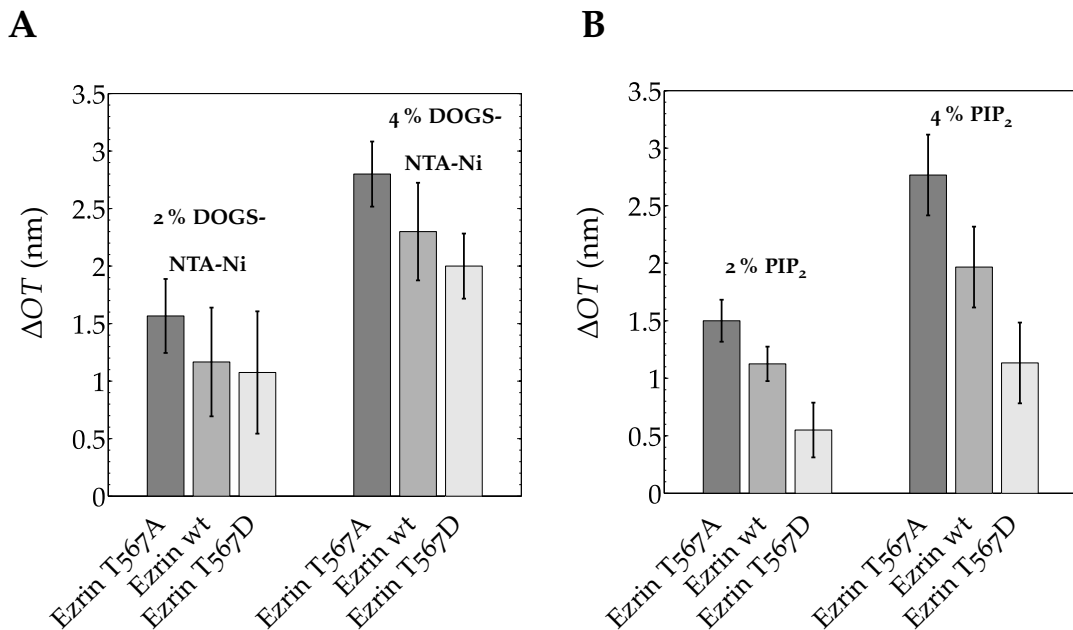 A
ΔOT (nm)
3.5
3
2.5
2
1.5
1
0.5
0
2 % DOGS-
NTA-Ni
4 % DOGS-
NTA-Ni
Ezrin T567A
Ezrin wt
Ezrin T567D
Ezrin T567A
Ezrin wt
Ezrin T567D
B
ΔOT (nm)
3.5
3
2.5
2
1.5
1
0.5
0
2 % PIP₂
4 % PIP₂
Ezrin T567A
Ezrin wt
Ezrin T567D
Ezrin T567A
Ezrin wt
Ezrin T567D